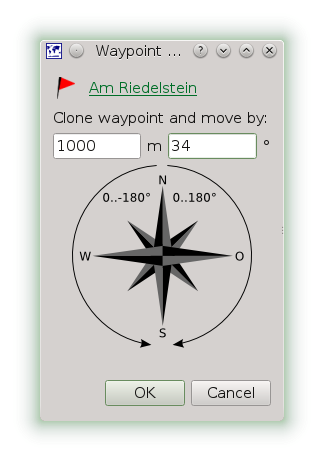 Waypoint ...
Am Riedelstein
Clone waypoint and move by:
1000 m 34 °
N
0..-180° 0..180°
W O
S
OK Cancel